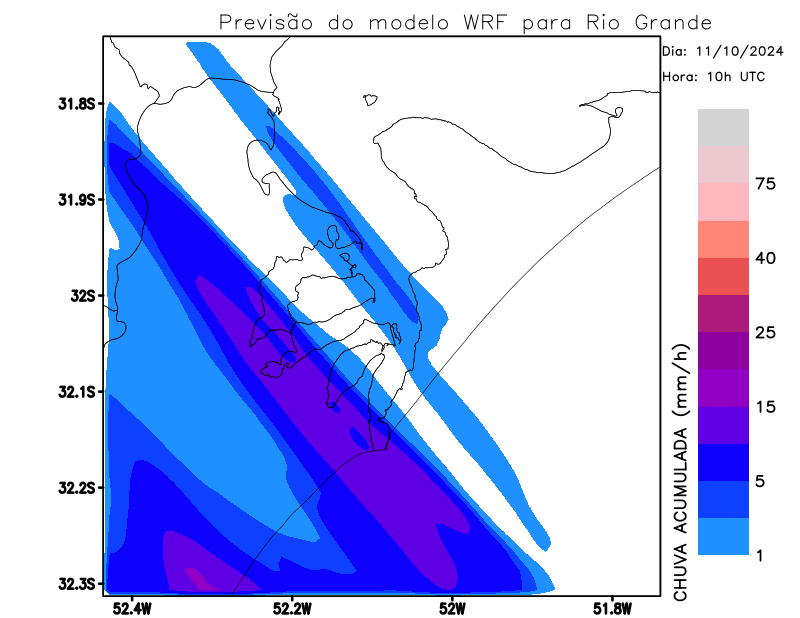 Previsão do modelo WRF para Rio Grande
Dia: 11/10/2024
Hora: 10h UTC
31.8S
31.9S
32S
32.1S
32.2S
32.3S
52.4W
52.2W
52W
51.8W
75
40
25
15
5
1
CHUVA ACUMULADA (mm/h)